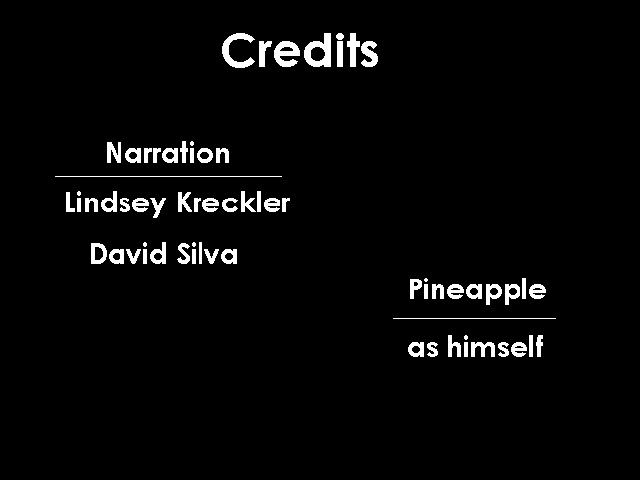 Credits
Narration
Lindsey Kreckler
David Silva
Pineapple
as himself